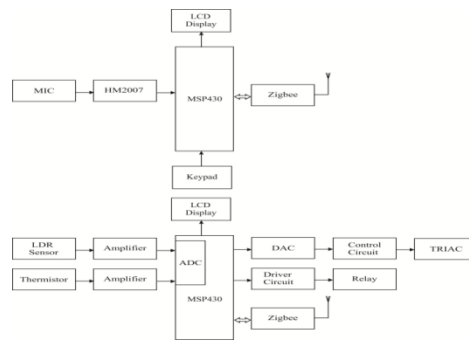 LCD
Display
MIC
HM2007
MSP430
Zigbee
Keypad
LCD
Display
LDR
Sensor
Amplifier
ADC
DAC
Control
Circuit
TRIAC
Thermistor
Amplifier
Driver
Circuit
Relay
MSP430
Zigbee